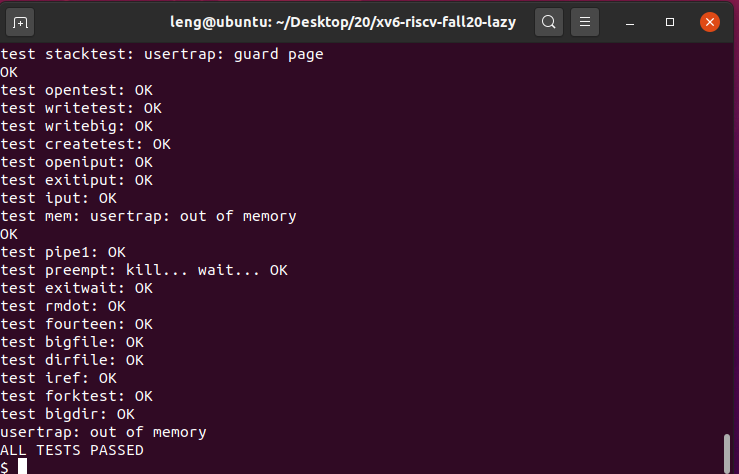 leng@ubuntu: ~/Desktop/20/xv6-riscv-fall20-lazy
test stacktest: usertrap: guard page
OK
test opentest: OK
test writetest: OK
test writebig: OK
test createtest: OK
test openiput: OK
test exitiput: OK
test iput: OK
test mem: usertrap: out of memory
OK
test pipe1: OK
test preempt: kill... wait... OK
test exitwait: OK
test rmdot: OK
test fourteen: OK
test bigfile: OK
test dirfile: OK
test iref: OK
test forktest: OK
test bigdir: OK
usertrap: out of memory
ALL TESTS PASSED
$